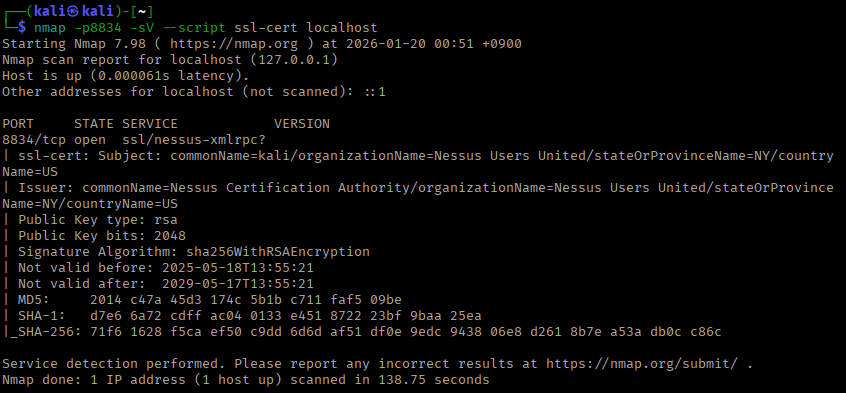 ┌──(kali㉿kali)-[~]
└─$ nmap -p8834 -sV --script ssl-cert localhost
Starting Nmap 7.98 ( https://nmap.org ) at 2026-01-20 00:51 +0900
Nmap scan report for localhost (127.0.0.1)
Host is up (0.000061s latency).
Other addresses for localhost (not scanned): ::1
PORT     STATE SERVICE            VERSION
8834/tcp open  ssl/nessus-xmlrpc?
| ssl-cert: Subject: commonName=kali/organizationName=Nessus Users United/stateOrProvinceName=NY/country
Name=US
| Issuer: commonName=Nessus Certification Authority/organizationName=Nessus Users United/stateOrProvince
Name=NY/countryName=US
| Public Key type: rsa
| Public Key bits: 2048
| Signature Algorithm: sha256WithRSAEncryption
| Not valid before: 2025-05-18T13:55:21
| Not valid after:  2029-05-17T13:55:21
| MD5:     2014 c47a 45d3 174c 5b1b c711 faf5 09be
| SHA-1:   d7e6 6a72 cdff ac04 0133 e451 8722 23bf 9baa 25ea
|_SHA-256: 71f6 1628 f5ca ef50 c9dd 6d6d af51 df0e 9edc 9438 06e8 d261 8b7e a53a db0c c86c
Service detection performed. Please report any incorrect results at https://nmap.org/submit/ .
Nmap done: 1 IP address (1 host up) scanned in 138.75 seconds